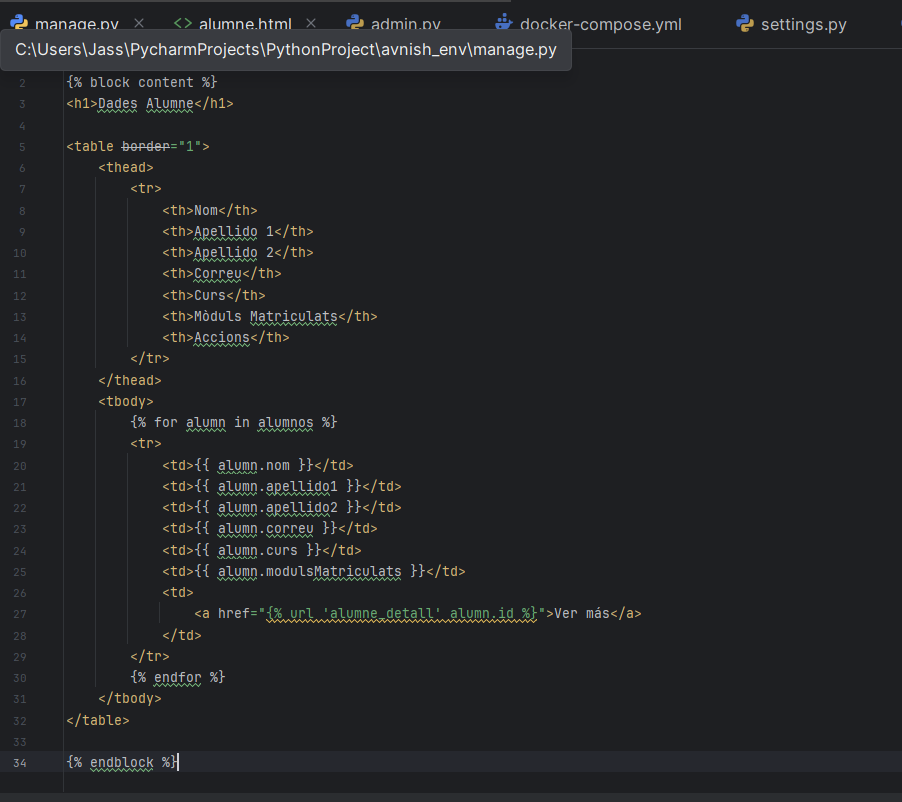 manage.py alumne.html admin.py docker-compose.yml settings.py
C:\Users\Jass\PycharmProjects\PythonProject\avnish_env\manage.py
2 {% block content %}
3 <h1>Dades Alumne</h1>
4
5 <table border="1">
6 <thead>
7 <tr>
8 <th>Nom</th>
9 <th>Apellido 1</th>
10 <th>Apellido 2</th>
11 <th>Correu</th>
12 <th>Curs</th>
13 <th>Mòduls Matriculats</th>
14 <th>Accions</th>
15 </tr>
16 </thead>
17 <tbody>
18 {% for alumn in alumnos %}
19 <tr>
20 <td>{{ alumn.nom }}</td>
21 <td>{{ alumn.apellido1 }}</td>
22 <td>{{ alumn.apellido2 }}</td>
23 <td>{{ alumn.correu }}</td>
24 <td>{{ alumn.curs }}</td>
25 <td>{{ alumn.modulsMatriculats }}</td>
26 <td>
27 <a href="{% url 'alumne_detall' alumn.id %}">Ver más</a>
28 </td>
29 </tr>
30 {% endfor %}
31 </tbody>
32 </table>
33
34 {% endblock %}